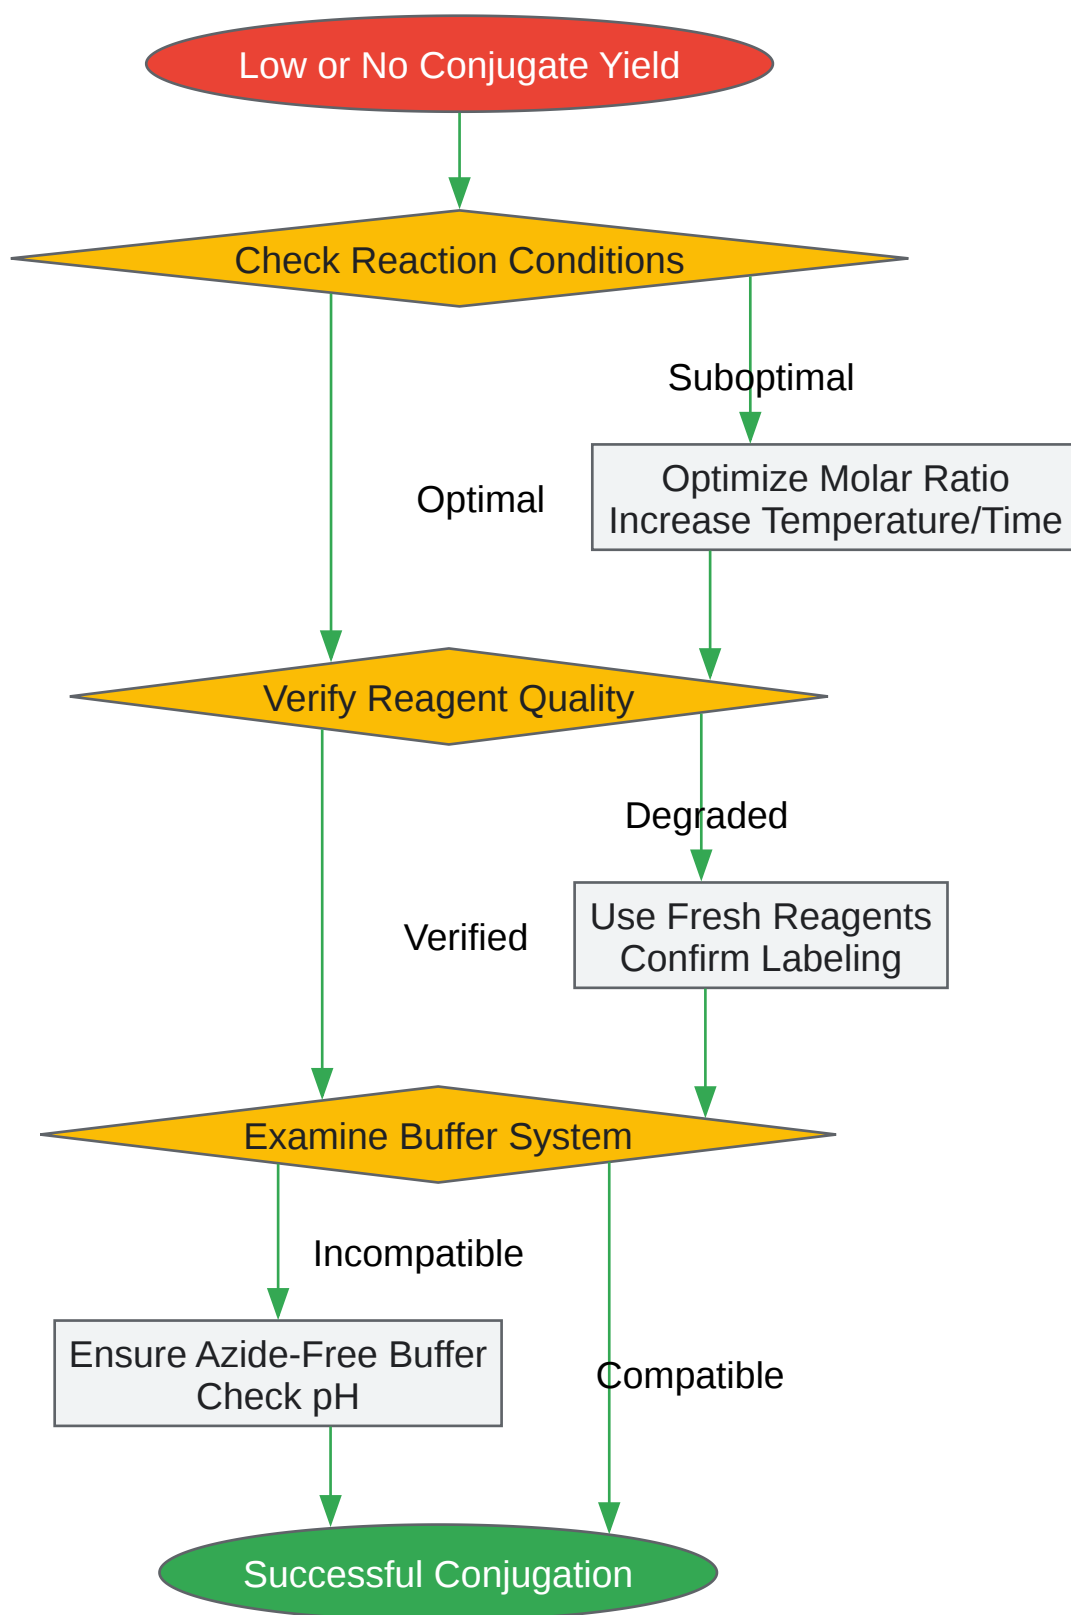 Low or No Conjugate Yield
Check Reaction Conditions
Suboptimal
Optimize Molar Ratio
Increase Temperature/Time
Optimal
Verify Reagent Quality
Degraded
Use Fresh Reagents
Confirm Labeling
Verified
Examine Buffer System
Incompatible
Ensure Azide-Free Buffer
Check pH
Compatible
Successful Conjugation